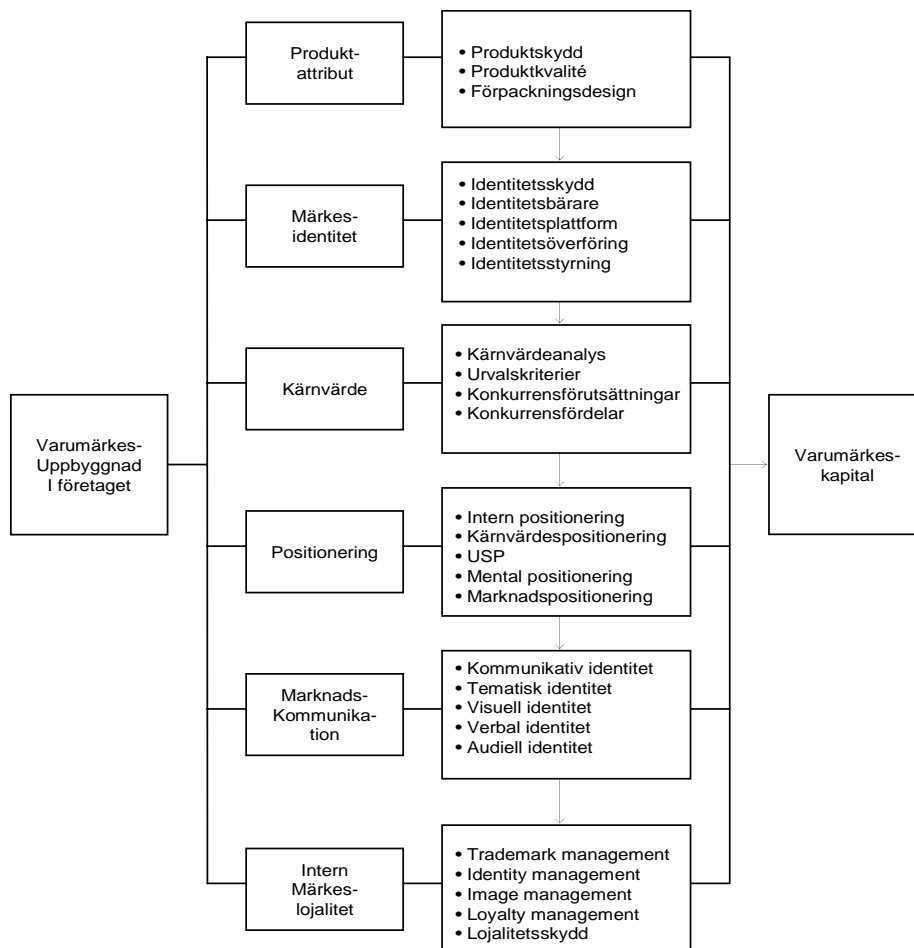 Produkt-
attribut
• Produktskydd
• Produktkvalité
• Förpackningsdesign
Märkes-
identitet
• Identitetsskydd
• Identitetsbärare
• Identitetsplattform
• Identitetsöverföring
• Identitetsstyrning
Kärnvärde
• Kärnvärdeanalys
• Urvalskriterier
• Konkurrensförutsättningar
• Konkurrensfördelar
Varumärkes-
Uppbyggnad
I företaget
Varumärkes-
kapital
Positionering
• Intern positionering
• Kärnvärdespositionering
• USP
• Mental positionering
• Marknadspositionering
Marknads-
Kommunika-
tion
• Kommunikativ identitet
• Tematisk identitet
• Visuell identitet
• Verbal identitet
• Audiell identitet
Intern
Märkes-
lojalitet
• Trademark management
• Identity management
• Image management
• Loyalty management
• Lojalitetsskydd